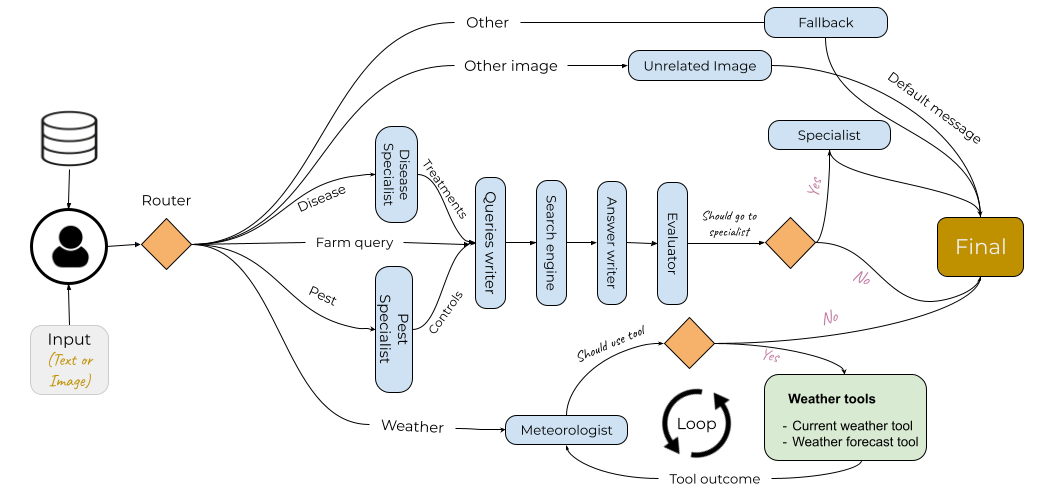 Other
Fallback
Other image
Unrelated Image
Default message
Router
Disease
Disease
Specialist
Treatments
Specialist
Yes
Farm query
Queries writer
Search engine
Answer writer
Evaluator
Should go to
specialist
No
Final
Pest
Pest
Specialist
Controls
Input
(Text or
Image)
Should use tool
No
Yes
Weather
Meteorologist
Loop
Weather tools
- Current weather tool
- Weather forecast tool
Tool outcome